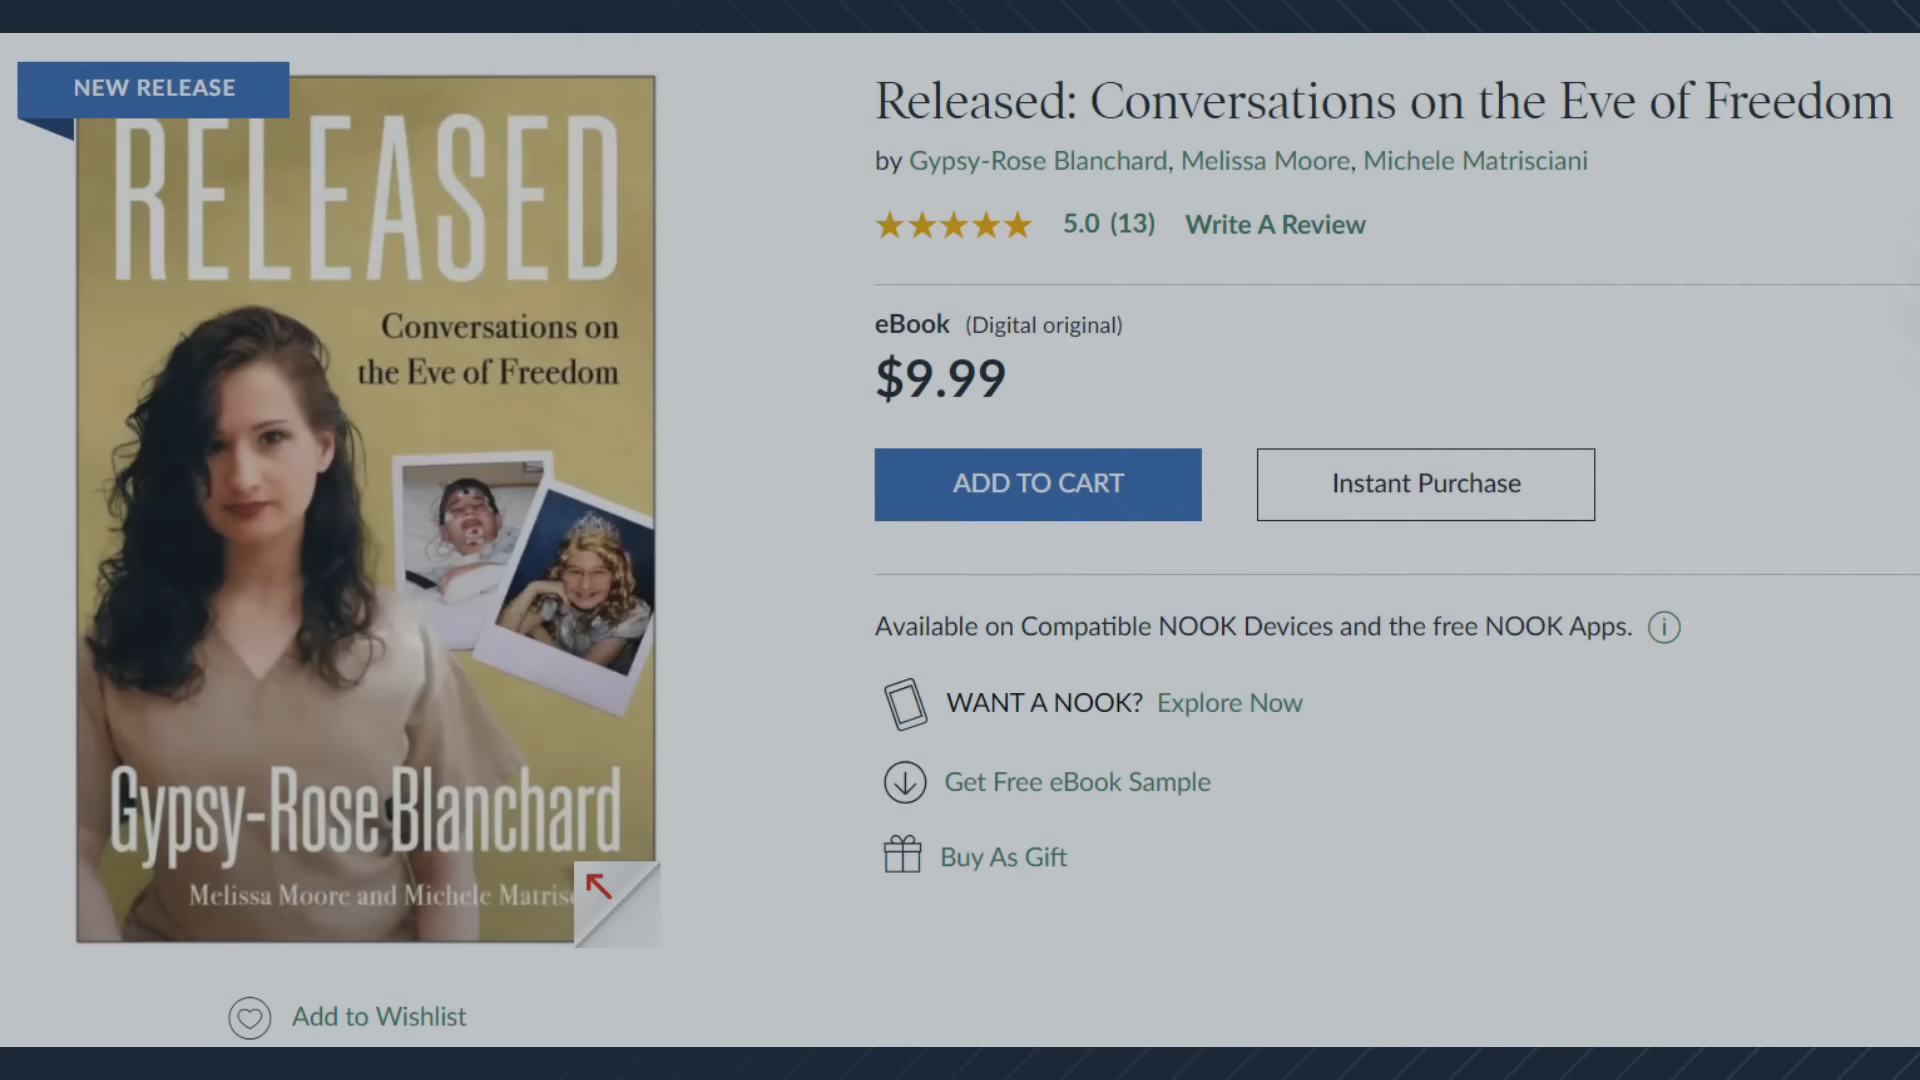 NEW RELEASE
RELEASED
Conversations on
the Eve of Freedom
Gypsy-Rose Blanchard
Melissa Moore and Michele
Add to Wishlist
Released: Conversations on the Eve of Freedom
by Gypsy-Rose Blanchard, Melissa Moore, Michele Matrisciani
5.0 (13) Write A Review
eBook (Digital original)
$9.99
ADD TO CART Instant Purchase
Available on Compatible NOOK Devices and the free NOOK Apps. i
WANT A NOOK? Explore Now
Get Free eBook Sample
Buy As Gift